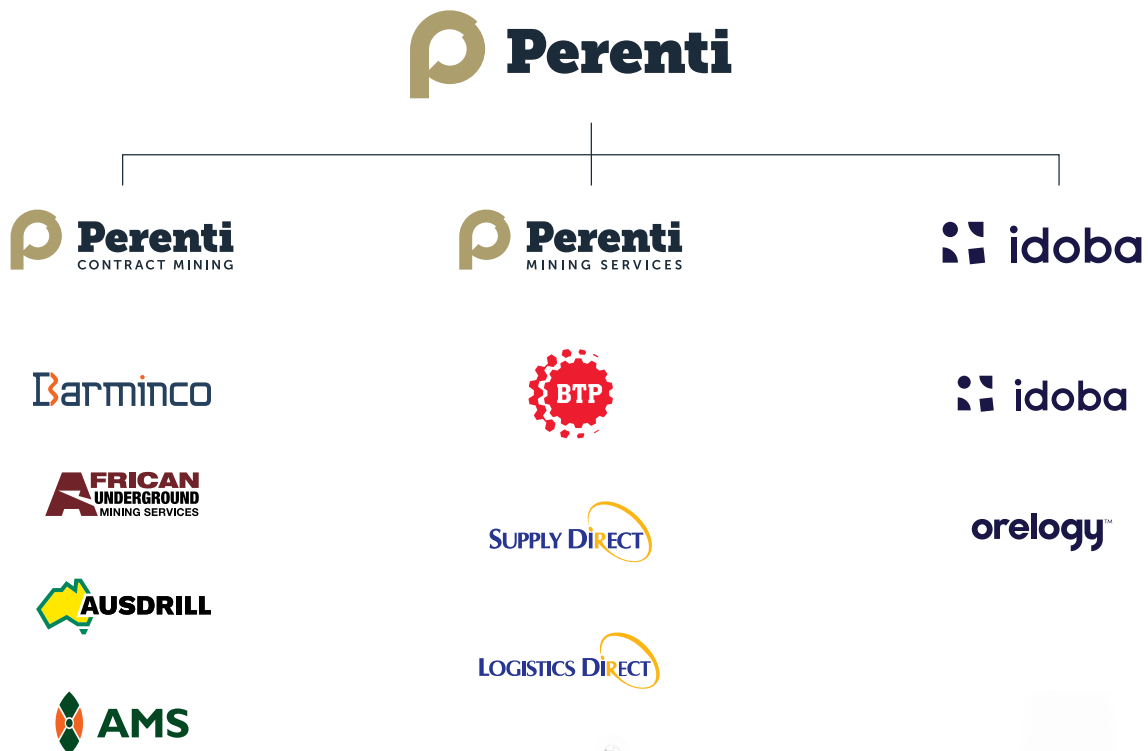 Perenti
Perenti
CONTRACT MINING
Barminco
AFRICAN
UNDERGROUND
MINING SERVICES
AUSDRILL
AMS
Perenti
MINING SERVICES
BTP
SUPPLY DIRECT
LOGISTICS DIRECT
idoba
idoba
orelogy™